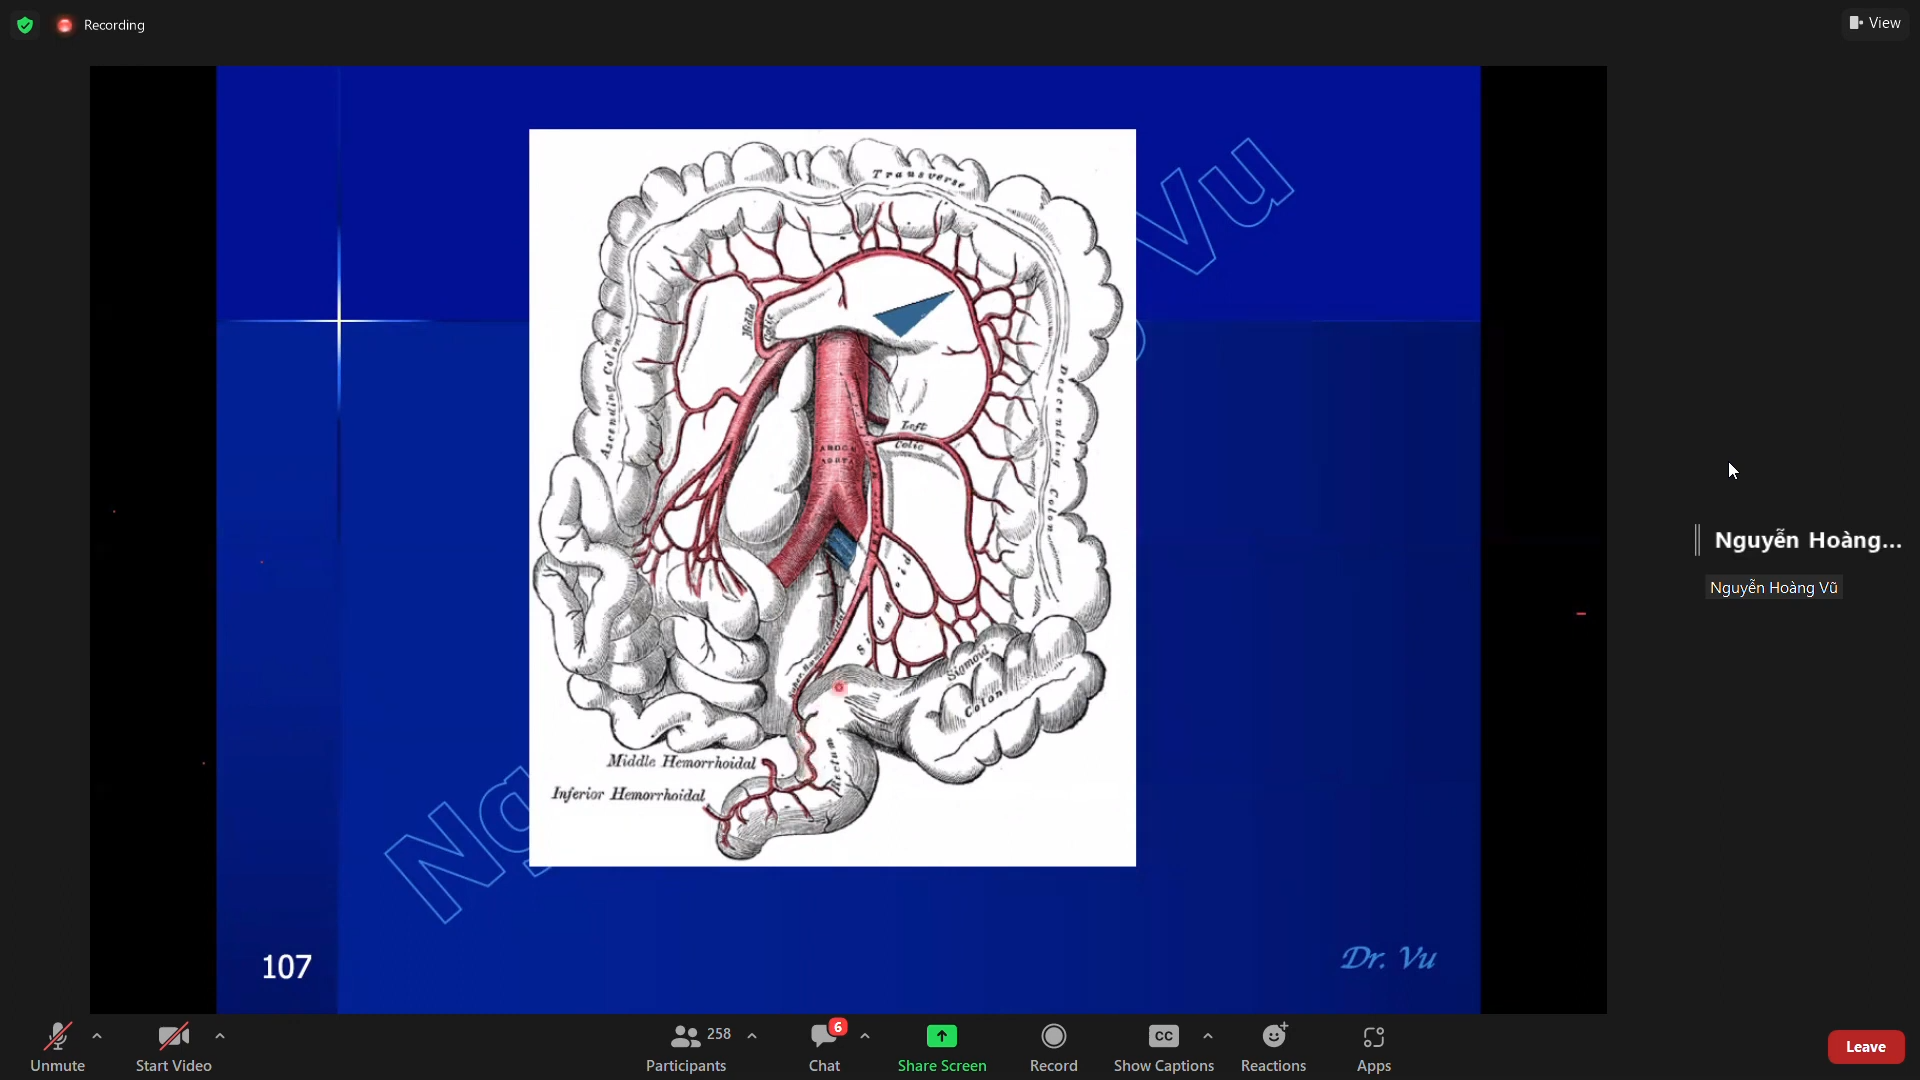 Recording
View
Transverse
Middle
Colic
Ascending Colon
Descending Colon
Left
Colic
AORTA
Sigmoid
Sigmoid
Colon
Rectum
Middle Hemorrhoidal
Inferior Hemorrhoidal
Vu
Ng
107
Dr. Vu
Nguyễn Hoàng...
Nguyễn Hoàng Vũ
Unmute
Start Video
258
Participants
6
Chat
Share Screen
Record
CC
Show Captions
Reactions
Apps
Leave